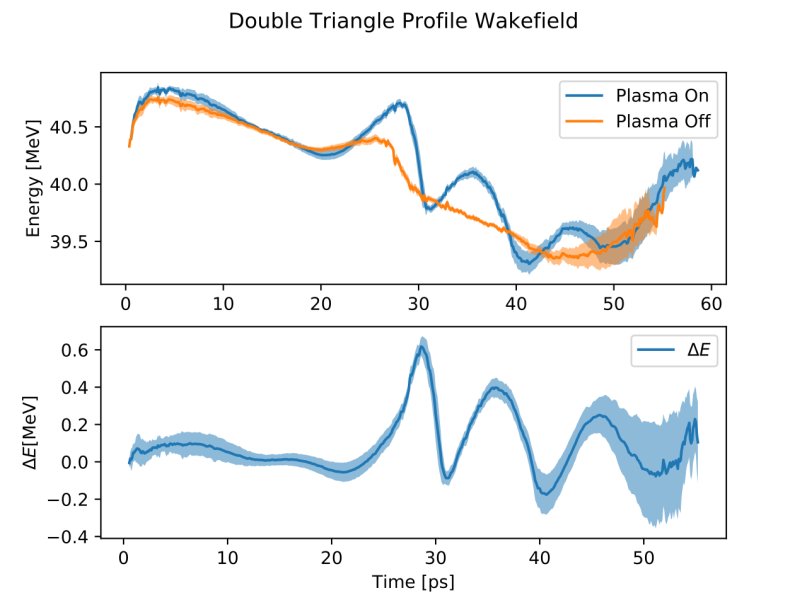 Double Triangle Profile Wakefield
Plasma On
Plasma Off
Energy [MeV]
40.5
40.0
39.5
0 10 20 30 40 50 60
ΔE
ΔE[MeV]
0.6
0.4
0.2
0.0
−0.2
−0.4
0 10 20 30 40 50
Time [ps]